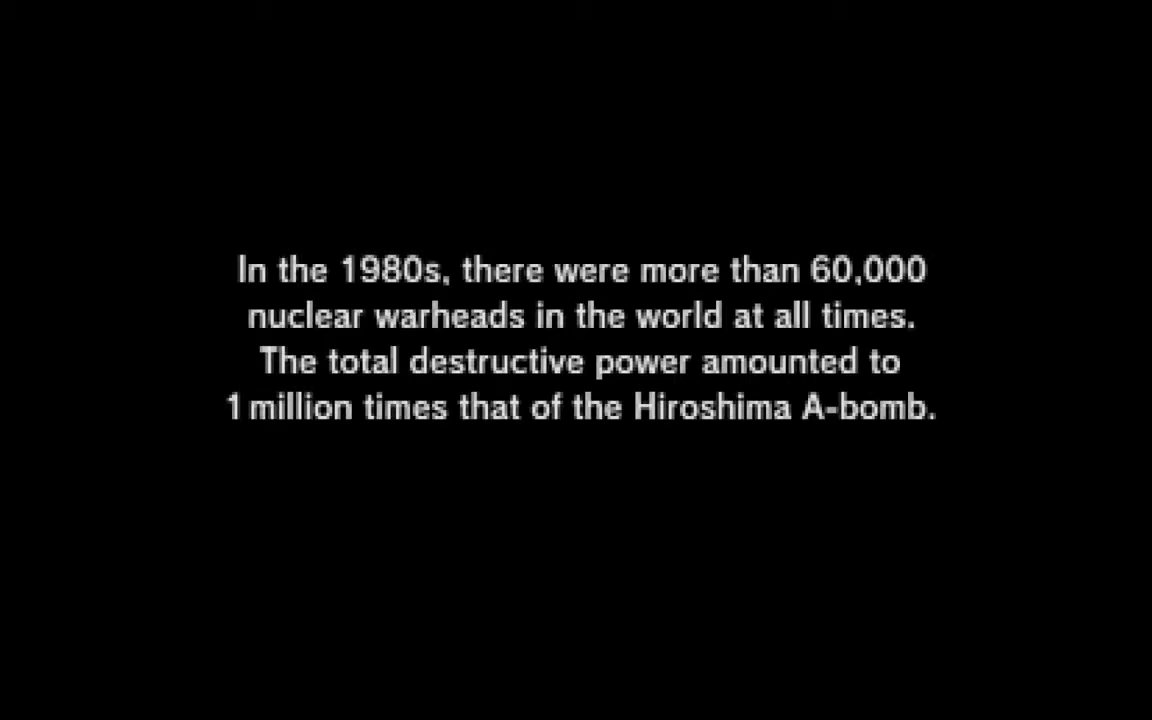 In the 1980s, there were more than 60,000
nuclear warheads in the world at all times.
The total destructive power amounted to
1 million times that of the Hiroshima A-bomb.